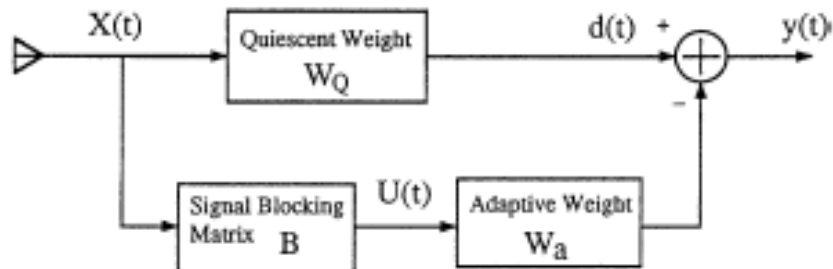 X(t)
Quiescent Weight
W_Q
d(t)
+
y(t)
−
Signal Blocking
Matrix B
U(t)
Adaptive Weight
W_a